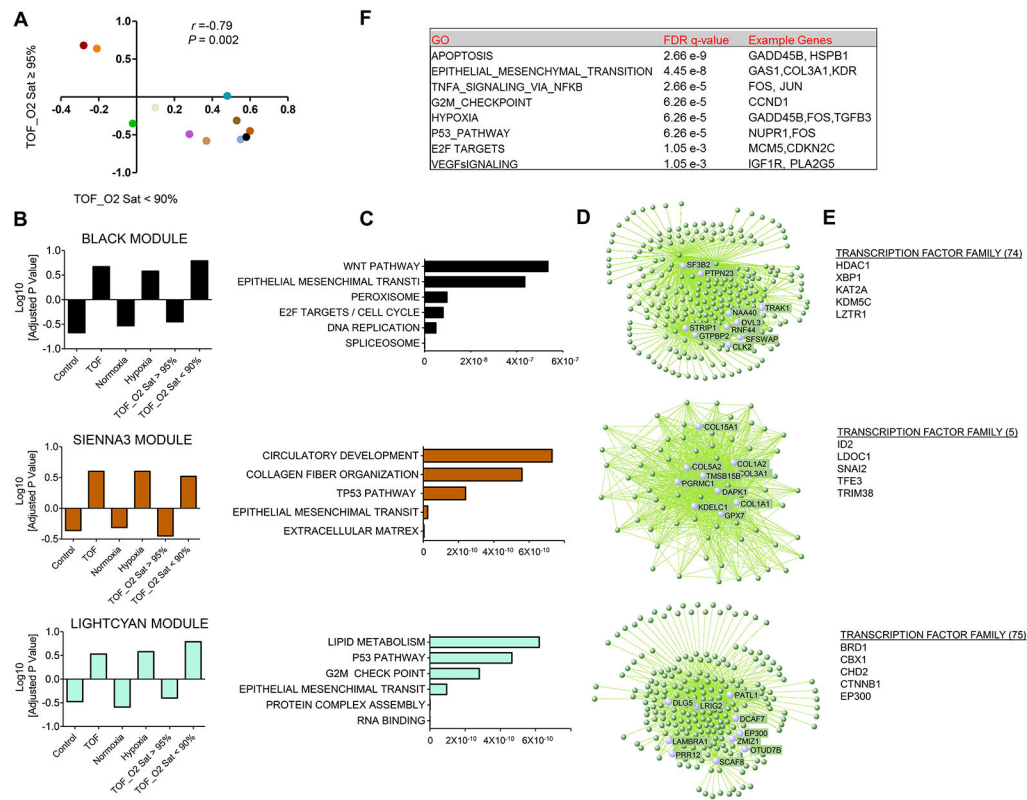 A
TOF_O2 Sat ≥ 95%
1.0
0.5
-0.5
-1.0
-0.4
-0.2
0.2
0.4
0.6
0.8
r =-0.79
P = 0.002
TOF_O2 Sat < 90%
F
GO FDR q-value Example Genes
APOPTOSIS 2.66 e-9 GADD45B, HSPB1
EPITHELIAL_MESENCHYMAL_TRANSITION 4.45 e-8 GAS1,COL3A1,KDR
TNFA_SIGNALING_VIA_NFKB 2.66 e-5 FOS, JUN
G2M_CHECKPOINT 6.26 e-5 CCND1
HYPOXIA 6.26 e-5 GADD45B,FOS,TGFB3
P53_PATHWAY 6.26 e-5 NUPR1,FOS
E2F TARGETS 1.05 e-3 MCM5,CDKN2C
VEGFsIGNALING 1.05 e-3 IGF1R, PLA2G5
B
BLACK MODULE
Log10
[Adjusted P Value]
1.0
0.5
0.0
-0.5
-1.0
Control
TOF
Normoxia
Hypoxia
TOF_O2 Sat > 95%
TOF_O2 Sat < 90%
SIENNA3 MODULE
Log10
[Adjusted P Value]
1.0
0.5
0.0
-0.5
Control
TOF
Normoxia
Hypoxia
TOF_O2 Sat > 95%
TOF_O2 Sat < 90%
LIGHTCYAN MODULE
Log10
[Adjusted P Value]
1.0
0.5
0.0
-0.5
-1.0
Control
TOF
Normoxia
Hypoxia
TOF_O2 Sat > 95%
TOF_O2 Sat < 90%
C
WNT PATHWAY
EPITHELIAL MESENCHIMAL TRANSTI
PEROXISOME
E2F TARGETS / CELL CYCLE
DNA REPLICATION
SPLICEOSOME
2×10-8
4×10-7
6×10-7
CIRCULATORY DEVELOPMENT
COLLAGEN FIBER ORGANIZATION
TP53 PATHWAY
EPITHELIAL MESENCHIMAL TRANSIT
EXTRACELLULAR MATREX
0
2X10-10
4X10-10
6X10-10
LIPID METABOLISM
P53 PATHWAY
G2M CHECK POINT
EPITHELIAL MESENCHIMAL TRANSIT
PROTEIN COMPLEX ASSEMBLY
RNA BINDING
2X10-10
4X10-10
6X10-10
D
SF3B2
PTPN23
TRAK1
NAA40
DVL3
STRIP1
RNF44
GTPBP2
SFSWAP
CLK2
COL15A1
COL5A2
COL1A2
TMSB15B
COL3A1
PGRMC1
DAPK1
KDELC1
COL1A1
GPX7
PATL1
DLG5
LRIG2
DCAF7
EP300
LAMBRA1
ZMIZ1
OTUD7B
PRR12
SCAF8
E
TRANSCRIPTION FACTOR FAMILY (74)
HDAC1
XBP1
KAT2A
KDM5C
LZTR1
TRANSCRIPTION FACTOR FAMILY (5)
ID2
LDOC1
SNAI2
TFE3
TRIM38
TRANSCRIPTION FACTOR FAMILY (75)
BRD1
CBX1
CHD2
CTNNB1
EP300